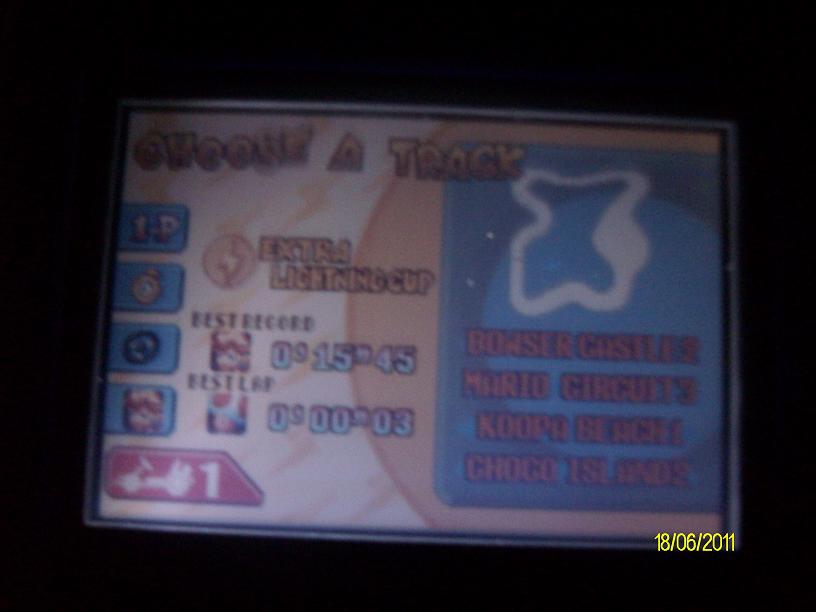 CHOOSE A TRACK
1-P
EXTRA
LIGHTNING CUP
BEST RECORD
0'15"45
BEST LAP
0'00"03
1
BOWSER CASTLE 2
MARIO CIRCUIT 3
KOOPA BEACH 1
CHOCO ISLAND 2
18/06/2011